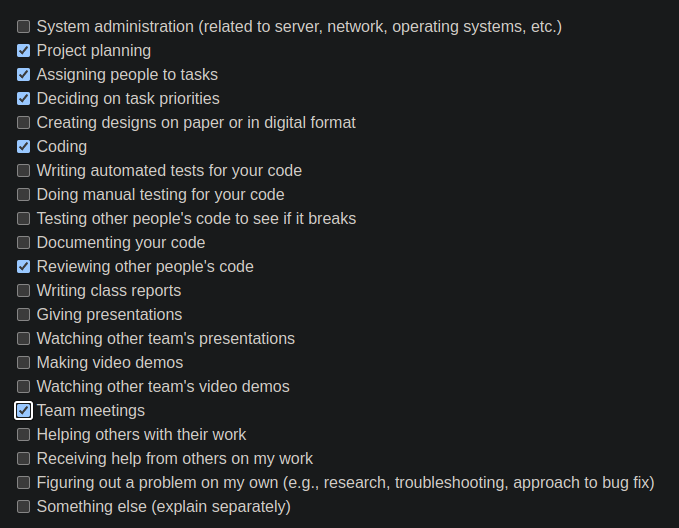 System administration (related to server, network, operating systems, etc.)
Project planning
Assigning people to tasks
Deciding on task priorities
Creating designs on paper or in digital format
Coding
Writing automated tests for your code
Doing manual testing for your code
Testing other people's code to see if it breaks
Documenting your code
Reviewing other people's code
Writing class reports
Giving presentations
Watching other team's presentations
Making video demos
Watching other team's video demos
Team meetings
Helping others with their work
Receiving help from others on my work
Figuring out a problem on my own (e.g., research, troubleshooting, approach to bug fix)
Something else (explain separately)